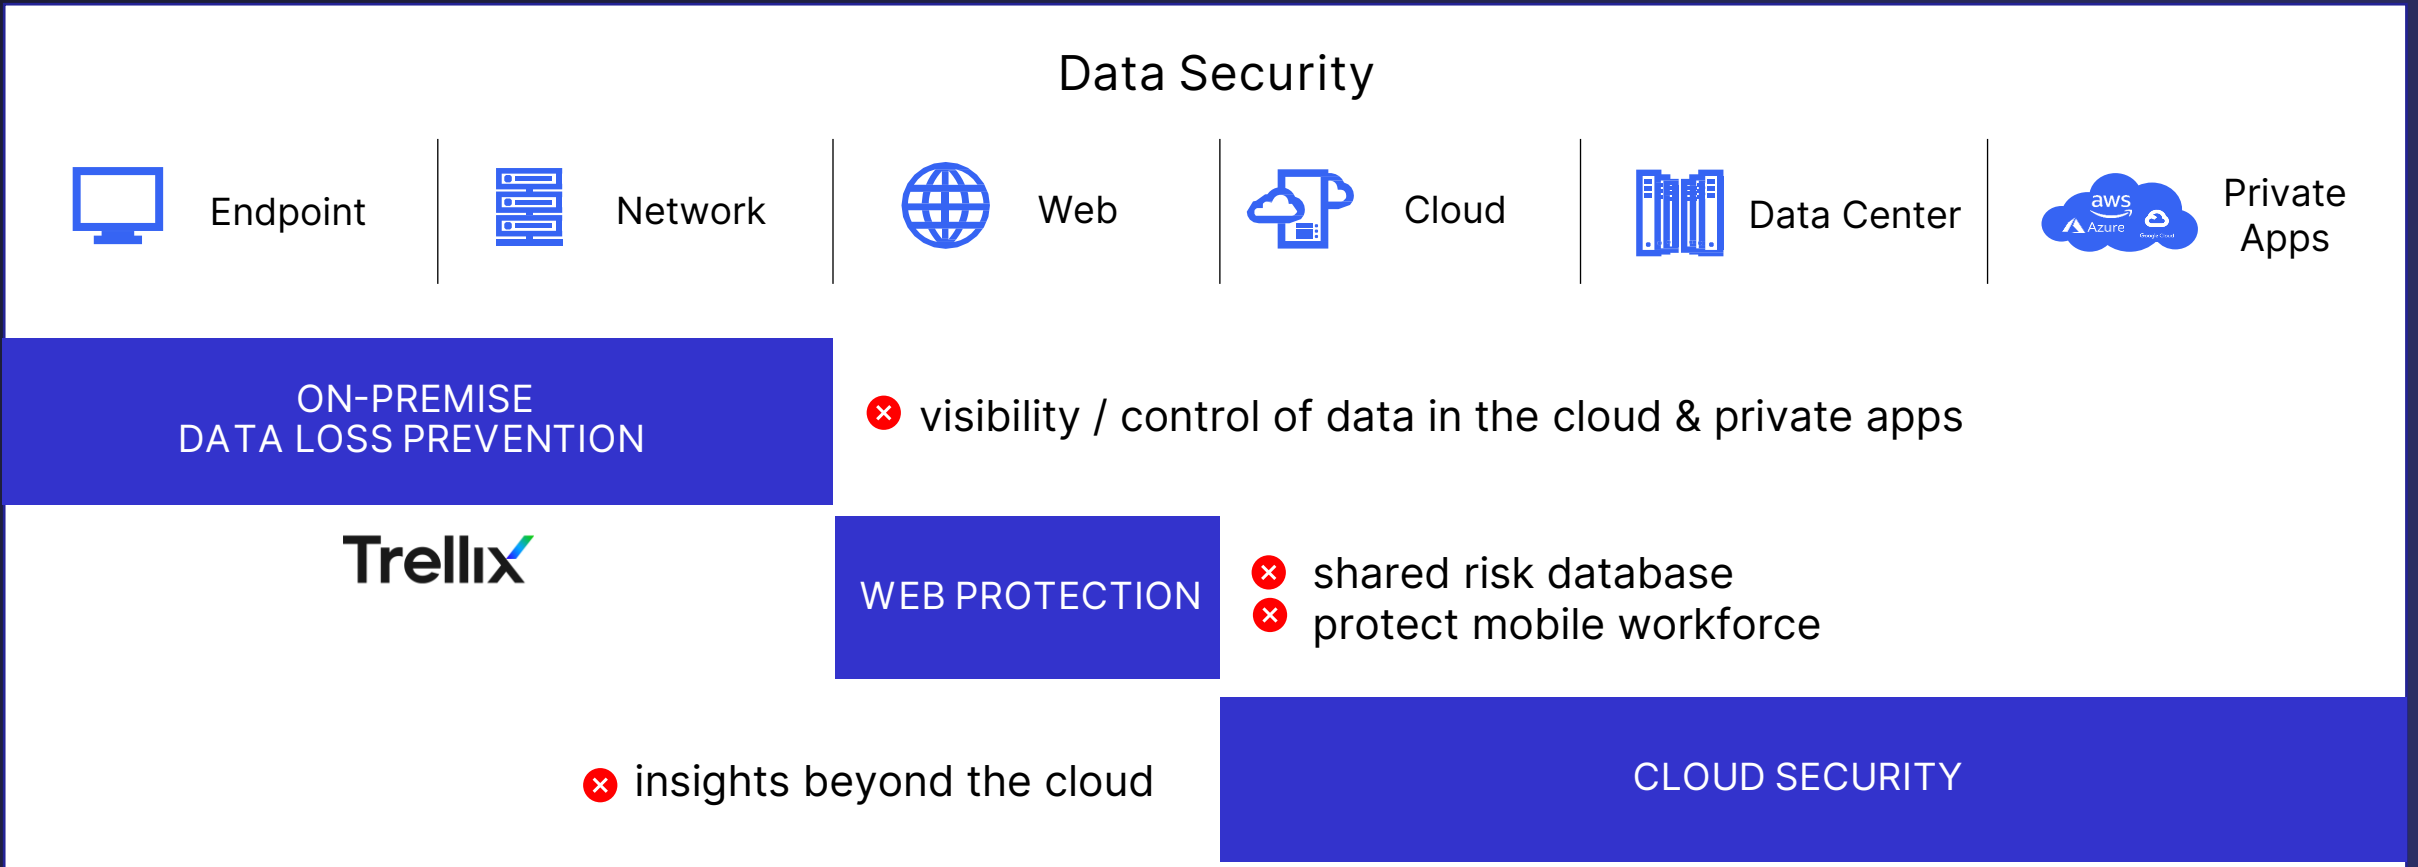 Data Security
Endpoint
Network
Web
Cloud
Data Center
aws
Azure
Google Cloud
Private
Apps
ON-PREMISE
DATA LOSS PREVENTION
visibility / control of data in the cloud & private apps
Trellix
WEB PROTECTION
shared risk database
protect mobile workforce
insights beyond the cloud
CLOUD SECURITY